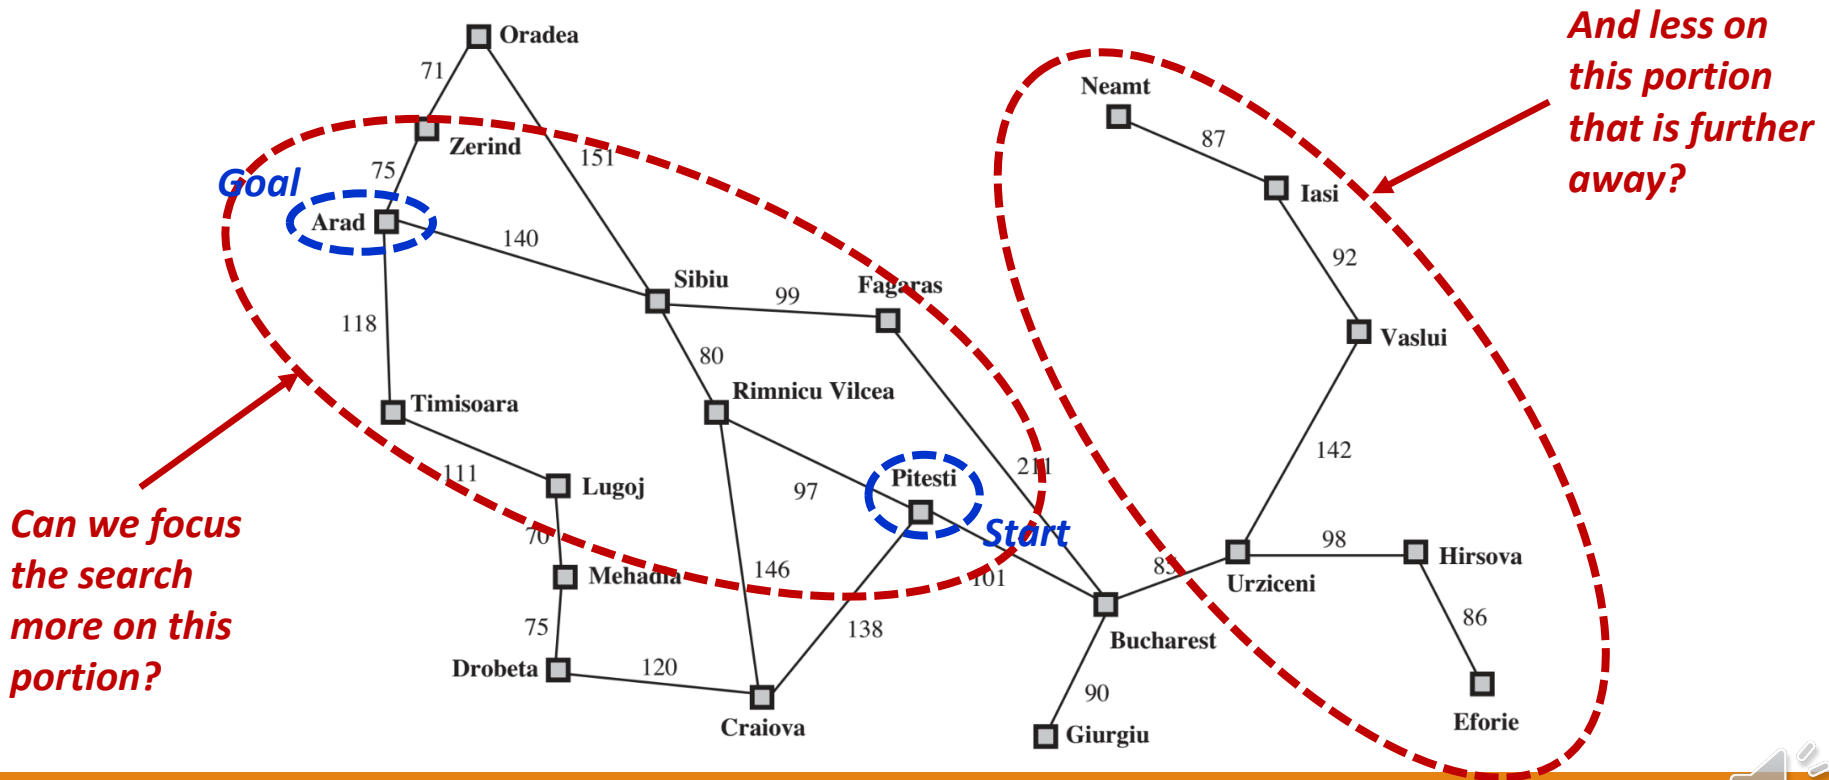 Oradea
71
Zerind
151
75
Goal
Arad
140
Sibiu
99
Fagaras
118
80
Rimnicu Vilcea
Timisoara
111
Lugoj
97
Pitesti
211
Start
70
Mehadia
146
101
85
75
138
Bucharest
Drobeta
120
Craiova
90
Giurgiu
Neamt
87
Iasi
92
Vaslui
142
98
Hirsova
Urziceni
86
Eforie
Can we focus
the search
more on this
portion?
And less on
this portion
that is further
away?